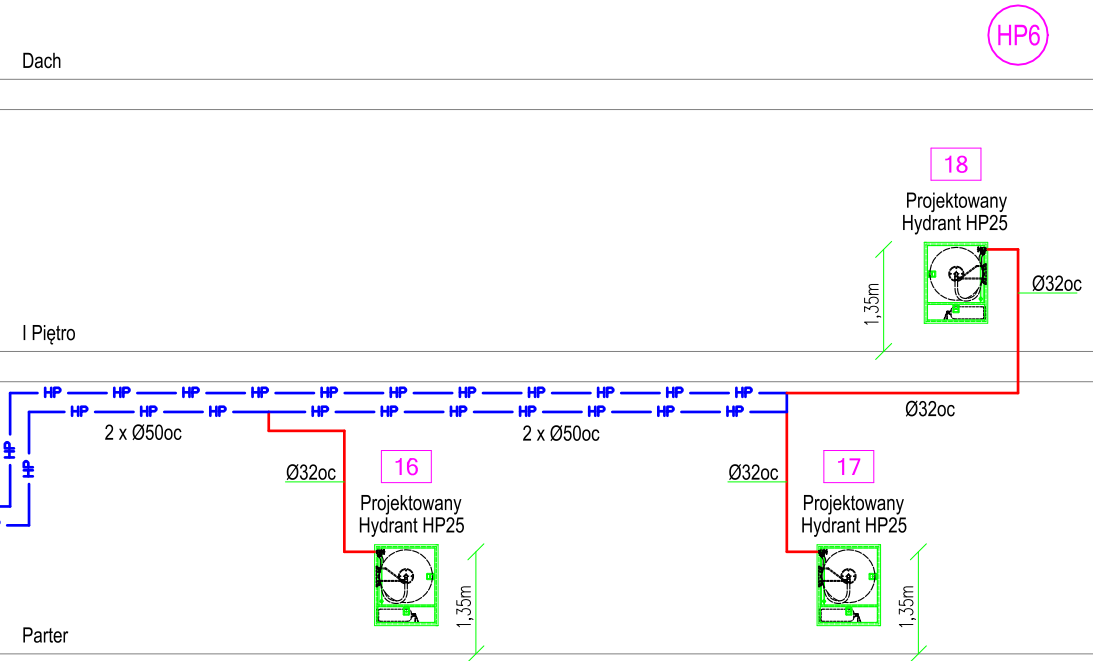 HP6
Dach
18
Projektowany
Hydrant HP25
Ø32oc
1,35m
I Piętro
HP HP HP HP HP HP HP HP HP HP HP
Ø32oc
HP HP HP HP HP HP HP HP HP HP
2 x Ø50oc
2 x Ø50oc
HP
HP
16
17
Ø32oc
Ø32oc
Projektowany
Hydrant HP25
Projektowany
Hydrant HP25
1,35m
1,35m
Parter